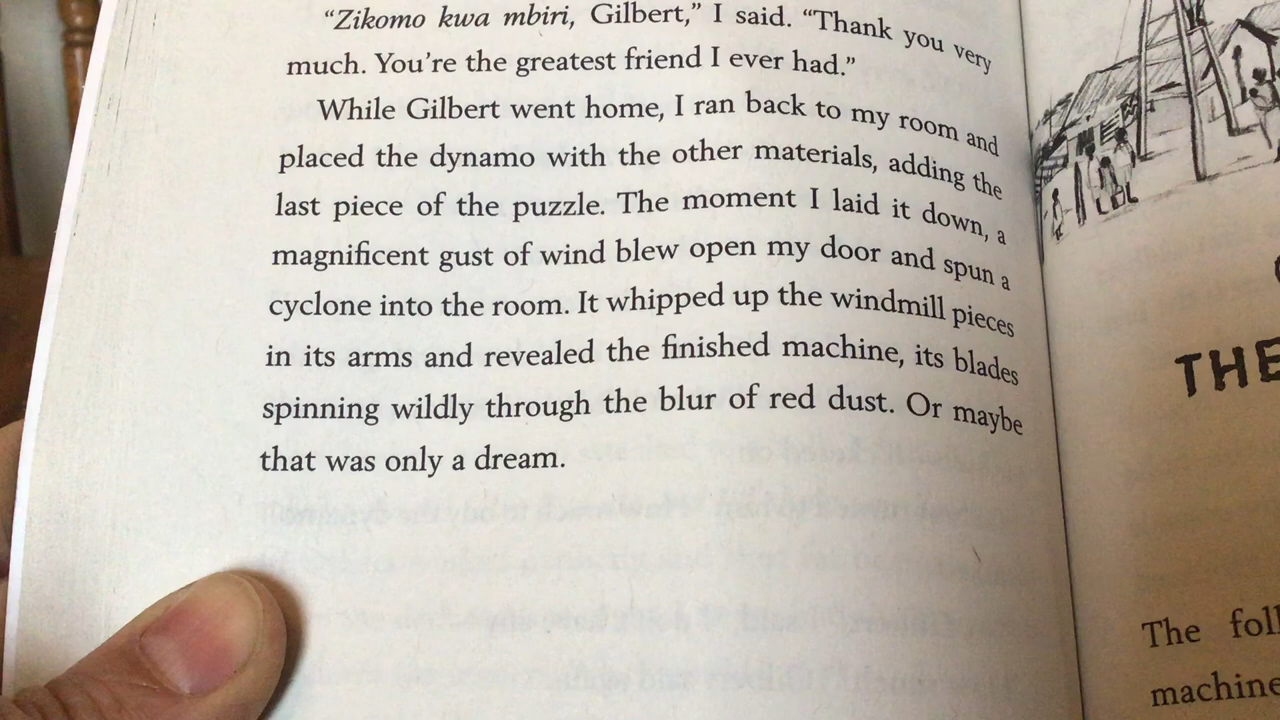 “Zikomo kwa mbiri, Gilbert,” I said. “Thank you very
much. You’re the greatest friend I ever had.”
While Gilbert went home, I ran back to my room and
placed the dynamo with the other materials, adding the
last piece of the puzzle. The moment I laid it down, a
magnificent gust of wind blew open my door and spun a
cyclone into the room. It whipped up the windmill pieces
in its arms and revealed the finished machine, its blades
spinning wildly through the blur of red dust. Or maybe
that was only a dream.
THE
The
machine